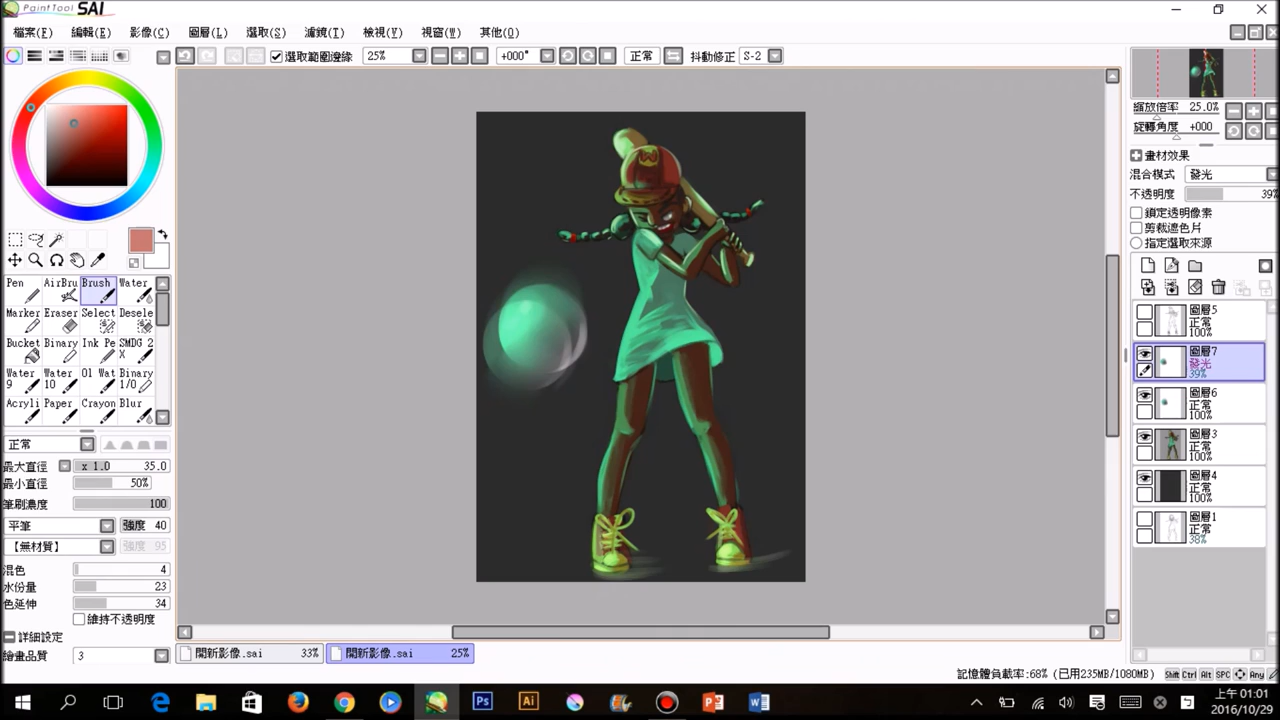 PaintTool SAI
檔案(F) 編輯(E) 影像(C) 圖層(L) 選取(S) 濾鏡(T) 檢視(V) 視窗(W) 其他(O)
選取範圍邊緣 25% +000° 正常 抖動修正 S-2
縮放倍率 25.0%
旋轉角度 +000
畫材效果
混合模式 發光
不透明度 39%
鎖定透明像素
剪裁遮色片
指定選取來源
Pen AirBru Brush Water
Marker Eraser Select Desele
Bucket Binary Ink Pe SMDG 2 X
Water 9 Water 10 Ol Wat Binary 1/0
Acryli Paper Crayon Blur
正常
最大直徑 x 1.0 35.0
最小直徑 50%
筆刷濃度 100
平筆 強度 40
【無材質】 強度 95
混色 4
水份量 23
色延伸 34
維持不透明度
詳細設定
繪畫品質 3
圖層5
正常
100%
圖層7
發光
39%
圖層6
正常
100%
圖層3
正常
100%
圖層4
正常
100%
圖層1
正常
38%
開新影像.sai 33% 開新影像.sai 25%
記憶體負載率:68% (已用235MB/1080MB) Shift Ctrl Alt SPC Any
上午 01:01
2016/10/29